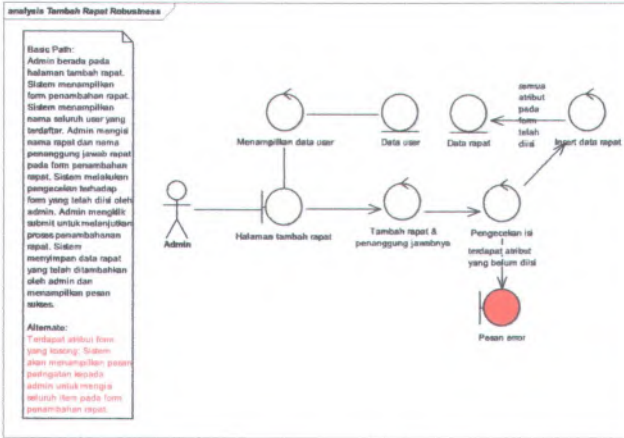 analysis Tambah Rapat Robustness
Basic Path:
Admin berada pada
halaman tambah rapat.
Sistem menampilkan
form penambahan rapat.
Sistem menampilkan
nama seluruh user yang
terdaftar. Admin mengisi
nama rapat dan nama
penanggung jawab rapat
pada form penambahan
rapat. Sistem melakukan
pengecekan terhadap
form yang telah diisi oleh
admin. Admin mengklik
submit untuk melanjutkan
proses penambahanan
rapat. Sistem
menyimpan data rapat
yang telah ditambahkan
oleh admin dan
menampilkan pesan
sukses.
Alternate:
Terdapat atribut form
yang kosong: Sistem
akan menampilkan pesan
peringatan kepada
admin untuk mengisi
seluruh item pada form
penambahan rapat.
Menampilkan data user
Data user
Data rapat
semua
atribut
pada
form
telah
diisi
Insert data rapat
Admin
Halaman tambah rapat
Tambah rapat &
penanggung jawabnya
Pengecekan isi
terdapat atribut
yang belum diisi
Pesan error